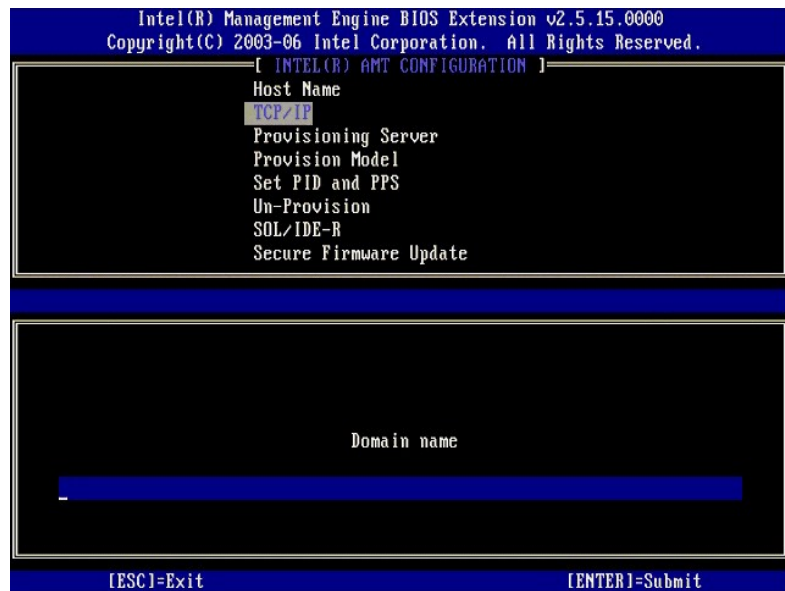 Intel(R) Management Engine BIOS Extension v2.5.15.0000
Copyright(C) 2003-06 Intel Corporation. All Rights Reserved.
[ INTEL(R) AMT CONFIGURATION ]
Host Name
TCP/IP
Provisioning Server
Provision Model
Set PID and PPS
Un-Provision
SOL/IDE-R
Secure Firmware Update
Domain name
[ESC]=Exit [ENTER]=Submit